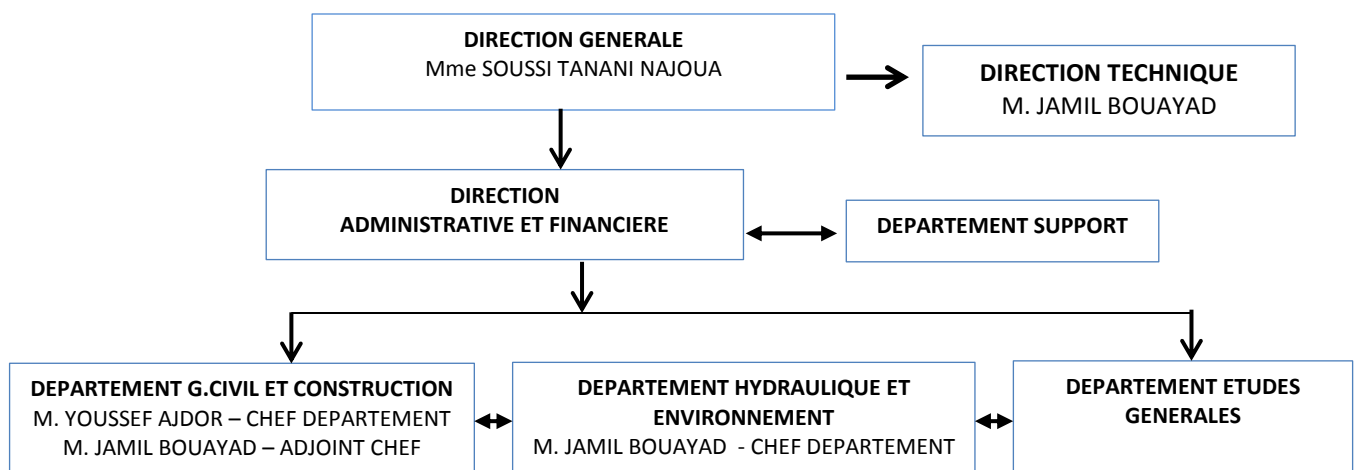 DIRECTION GENERALE
Mme SOUSSI TANANI NAJOUA
DIRECTION TECHNIQUE
M. JAMIL BOUAYAD
DIRECTION
ADMINISTRATIVE ET FINANCIERE
DEPARTEMENT SUPPORT
DEPARTEMENT G.CIVIL ET CONSTRUCTION
M. YOUSSEF AJDOR – CHEF DEPARTEMENT
M. JAMIL BOUAYAD – ADJOINT CHEF
DEPARTEMENT HYDRAULIQUE ET
ENVIRONNEMENT
M. JAMIL BOUAYAD - CHEF DEPARTEMENT
DEPARTEMENT ETUDES
GENERALES